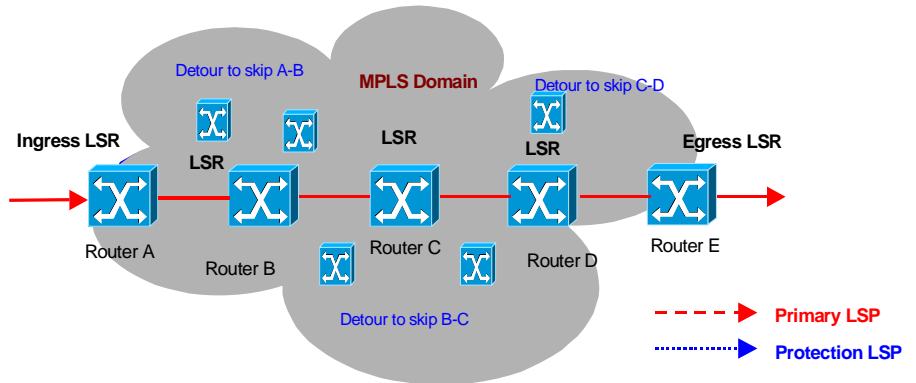 Detour to skip A-B
MPLS Domain
Detour to skip C-D
Ingress LSR
LSR
LSR
LSR
Egress LSR
Router A
Router B
Router C
Router D
Router E
Detour to skip B-C
Primary LSP
Protection LSP